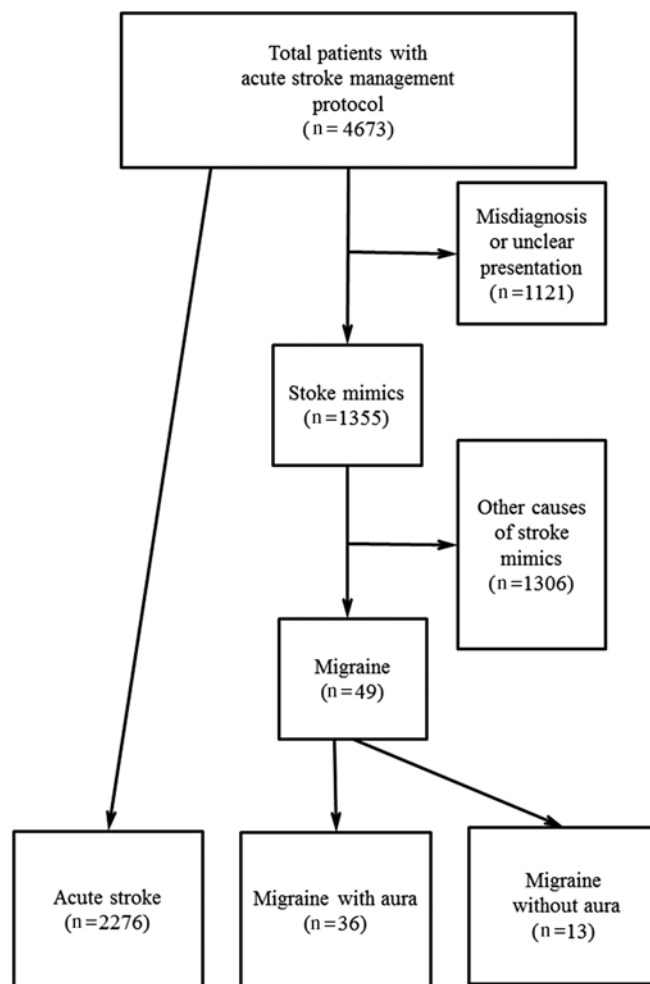 Total patients with
acute stroke management
protocol
(n= 4673)
Misdiagnosis
or unclear
presentation
(n=1121)
Stoke mimics
(n=1355)
Other causes
of stroke
mimics
(n=1306)
Migraine
(n=49)
Acute stroke
(n=2276)
Migraine with aura
(n=36)
Migraine
without aura
(n=13)